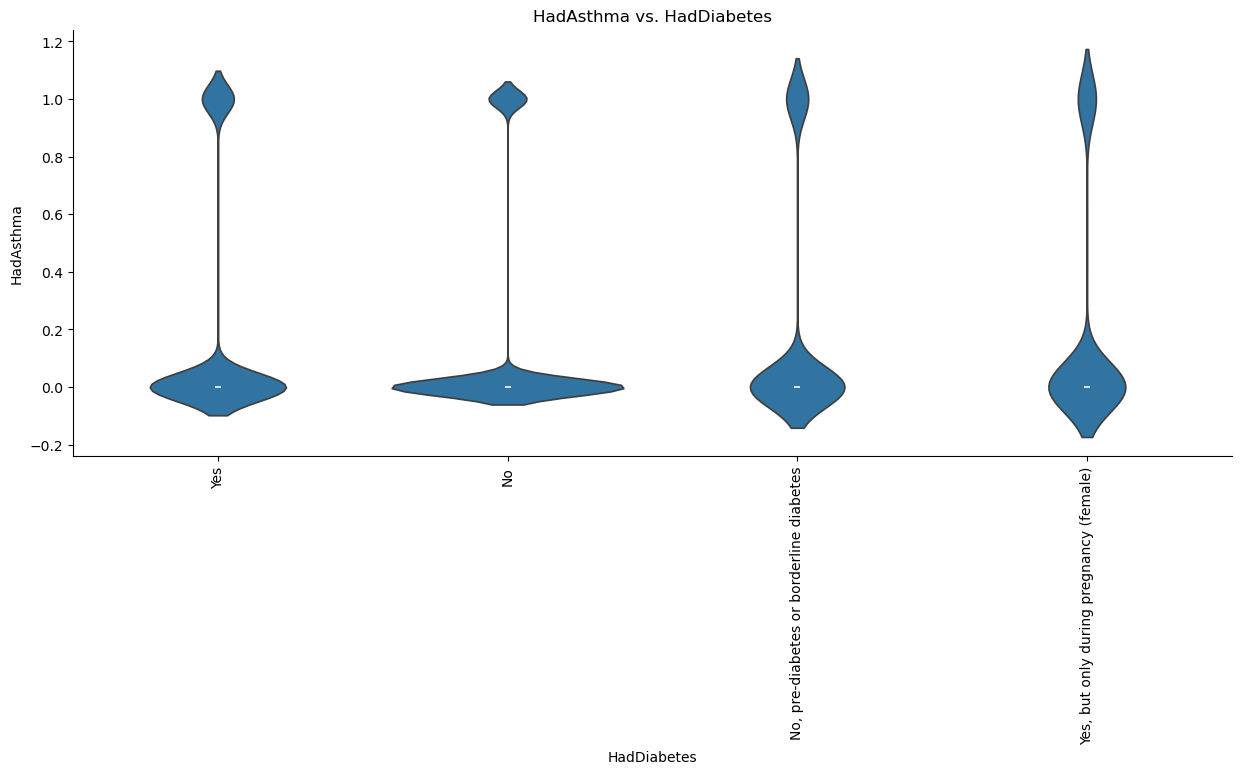 HadAsthma vs. HadDiabetes
HadAsthma
1.2
1.0
0.8
0.6
0.4
0.2
0.0
−0.2
Yes
No
No, pre-diabetes or borderline diabetes
Yes, but only during pregnancy (female)
HadDiabetes